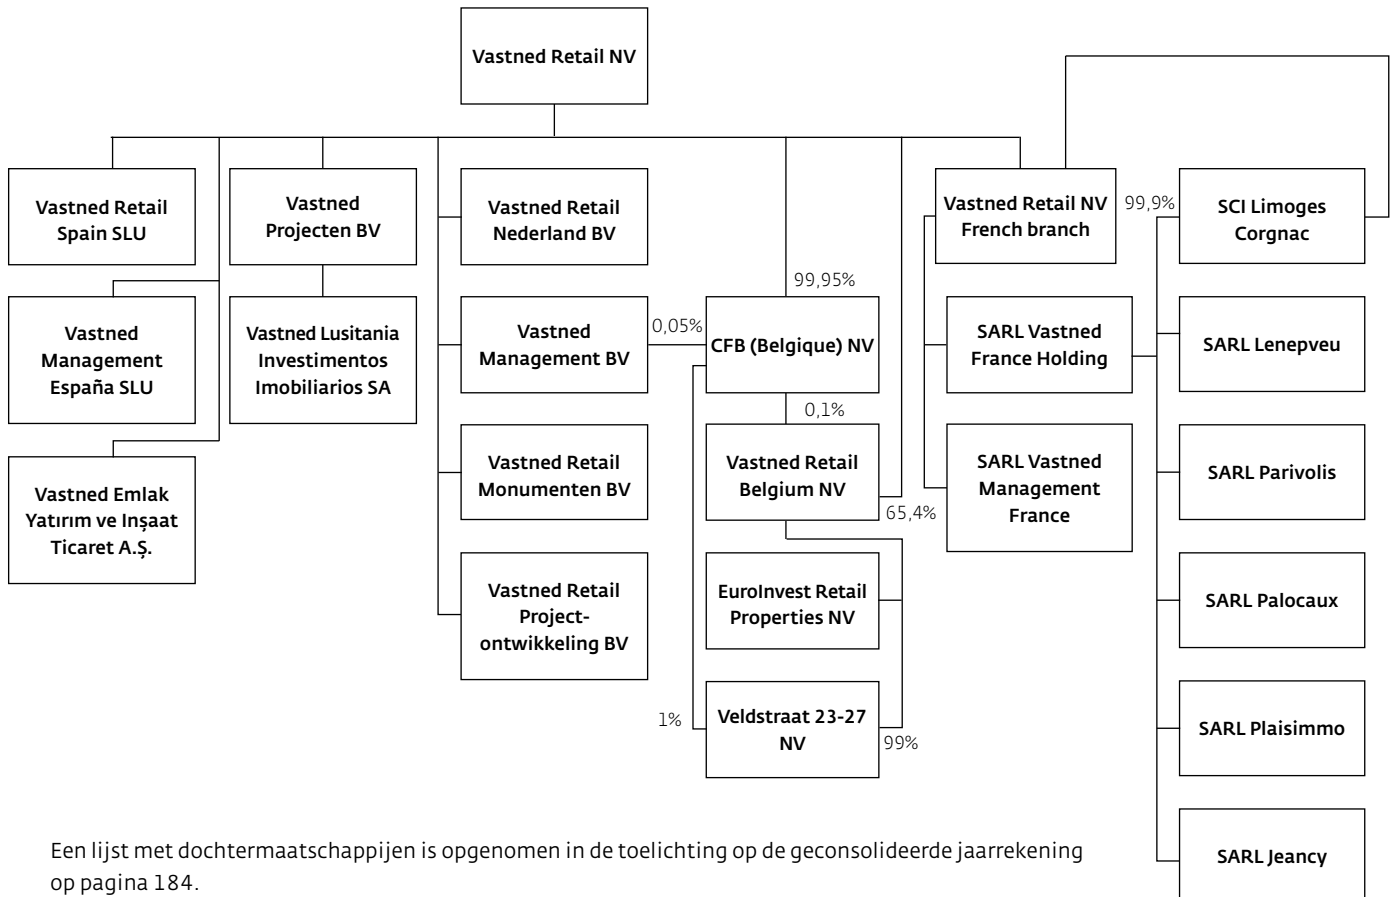 Vastned Retail NV
Vastned Retail
Spain SLU
Vastned
Projecten BV
Vastned Retail
Nederland BV
Vastned Retail NV
French branch
99,9%
SCI Limoges
Corgnac
99,95%
Vastned
Management
España SLU
Vastned Lusitania
Investimentos
Imobiliarios SA
Vastned
Management BV
0,05%
CFB (Belgique) NV
SARL Vastned
France Holding
SARL Lenepveu
0,1%
Vastned Emlak
Yatırım ve Inşaat
Ticaret A.Ş.
Vastned Retail
Monumenten BV
Vastned Retail
Belgium NV
65,4%
SARL Vastned
Management
France
SARL Parivolis
Vastned Retail
Project-
ontwikkeling BV
EuroInvest Retail
Properties NV
SARL Palocaux
1%
Veldstraat 23-27
NV
99%
SARL Plaisimmo
SARL Jeancy
Een lijst met dochtermaatschappijen is opgenomen in de toelichting op de geconsolideerde jaarrekening
op pagina 184.